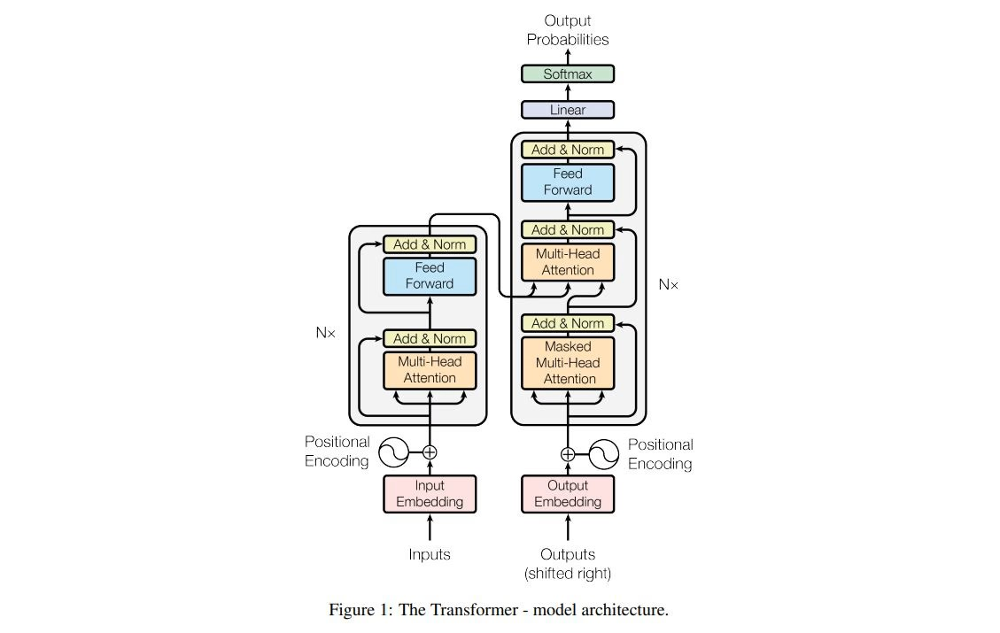 Output
Probabilities
Softmax
Linear
Add & Norm
Feed
Forward
Add & Norm
Multi-Head
Attention
Add & Norm
Masked
Multi-Head
Attention
Nx
Add & Norm
Feed
Forward
Add & Norm
Multi-Head
Attention
Nx
Positional
Encoding
Positional
Encoding
Input
Embedding
Output
Embedding
Inputs
Outputs
(shifted right)
Figure 1: The Transformer - model architecture.